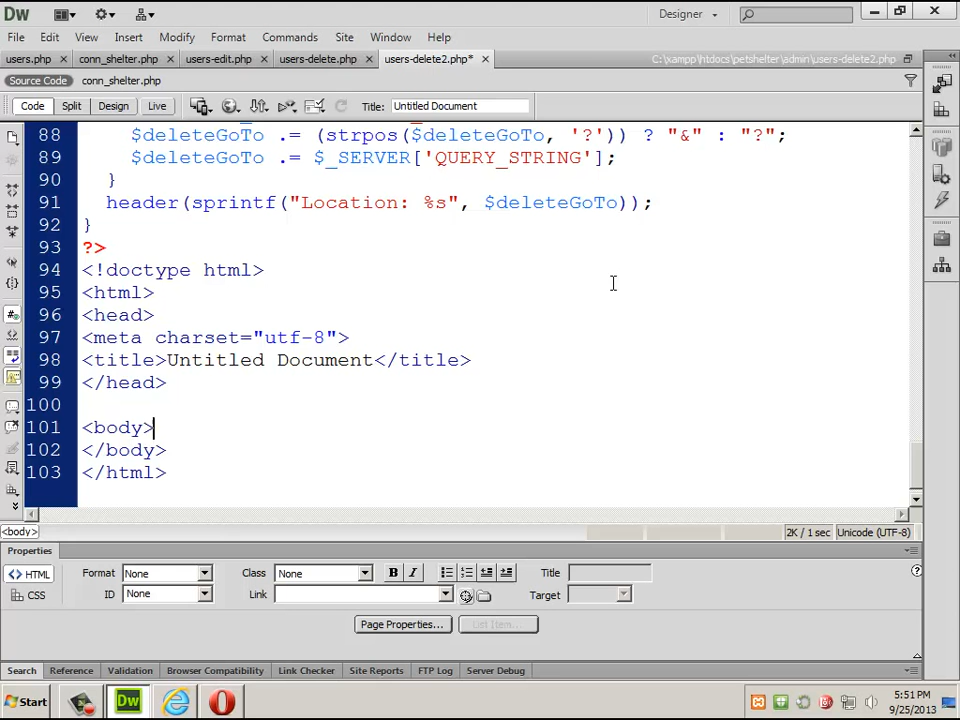 Dw
Designer
File Edit View Insert Modify Format Commands Site Window Help
users.php × conn_shelter.php × users-edit.php × users-delete.php × users-delete2.php* × C:\xampp\htdocs\petshelter\admin\users-delete2.php
Source Code conn_shelter.php
Code Split Design Live Title: Untitled Document
88 $deleteGoTo .= (strpos($deleteGoTo, '?')) ? "&" : "?";
89 $deleteGoTo .= $_SERVER['QUERY_STRING'];
90 }
91 header(sprintf("Location: %s", $deleteGoTo));
92 }
93 ?>
94 <!doctype html>
95 <html>
96 <head>
97 <meta charset="utf-8">
98 <title>Untitled Document</title>
99 </head>
100
101 <body>
102 </body>
103 </html>
<body> 2K / 1 sec Unicode (UTF-8)
Properties
<> HTML Format None Class None B I Title
CSS ID None Link Target
Page Properties... List Item...
Search Reference Validation Browser Compatibility Link Checker Site Reports FTP Log Server Debug
Start Dw 5:51 PM
9/25/2013